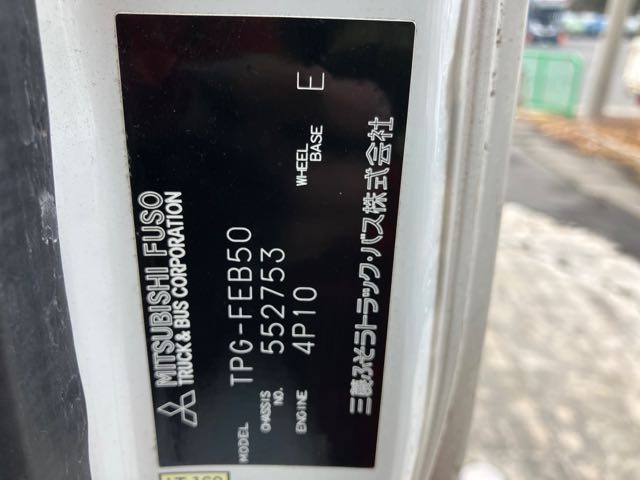 MITSUBISHI FUSO
TRUCK & BUS CORPORATION
MODEL TPG-FEB50
CHASSIS NO. 552753
ENGINE 4P10 WHEEL BASE E
三菱ふそうトラック・バス株式会社